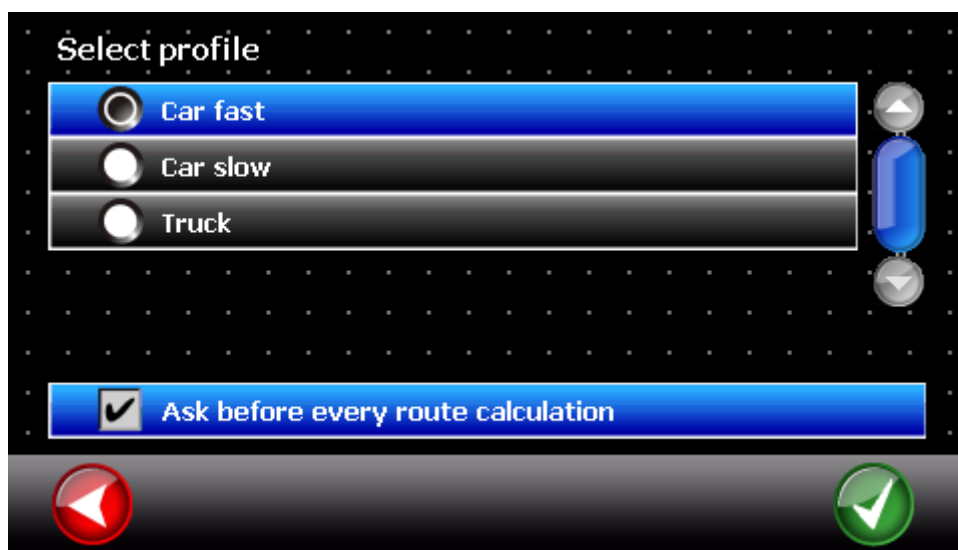 Select profile
Car fast
Car slow
Truck
Ask before every route calculation